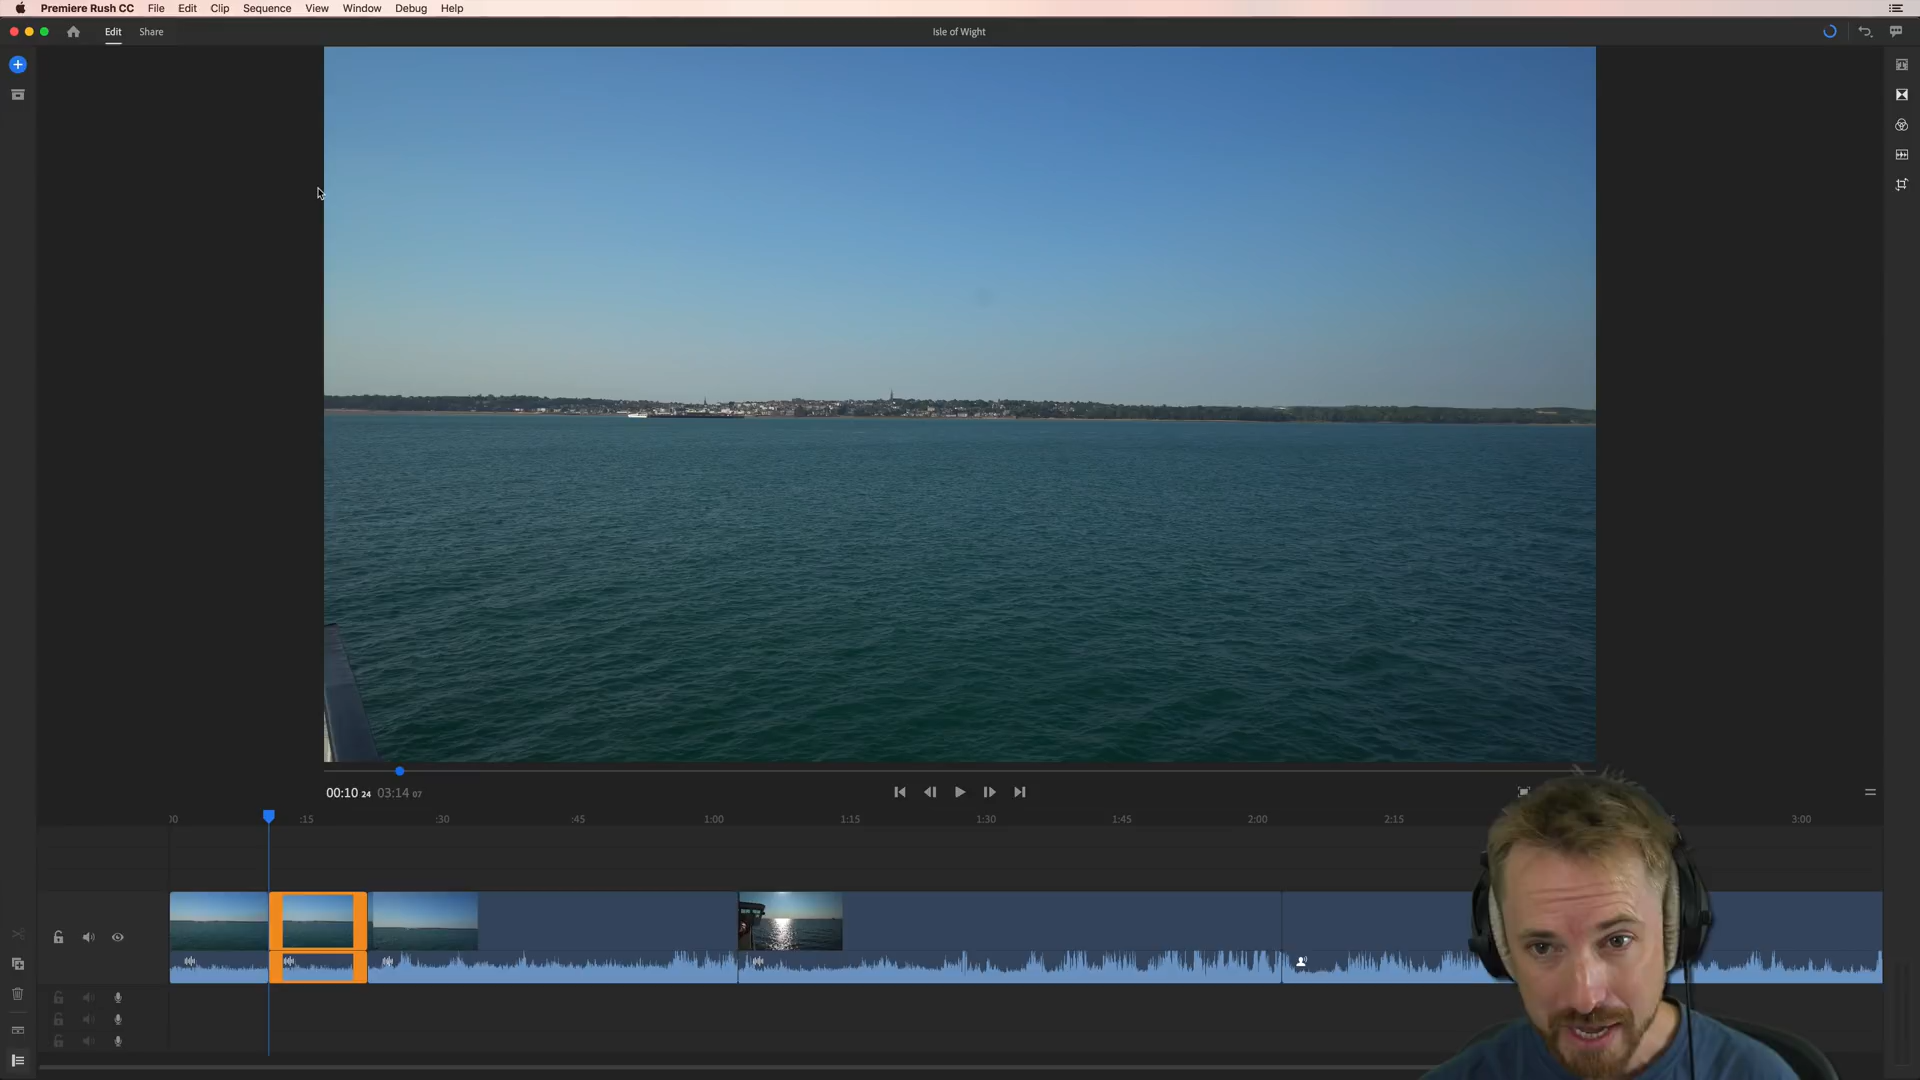 Premiere Rush CC File Edit Clip Sequence View Window Debug Help
Edit Share Isle of Wight
00:10 24 03:14 07
:15 :30 :45 1:00 1:15 1:30 1:45 2:00 2:15 3:00